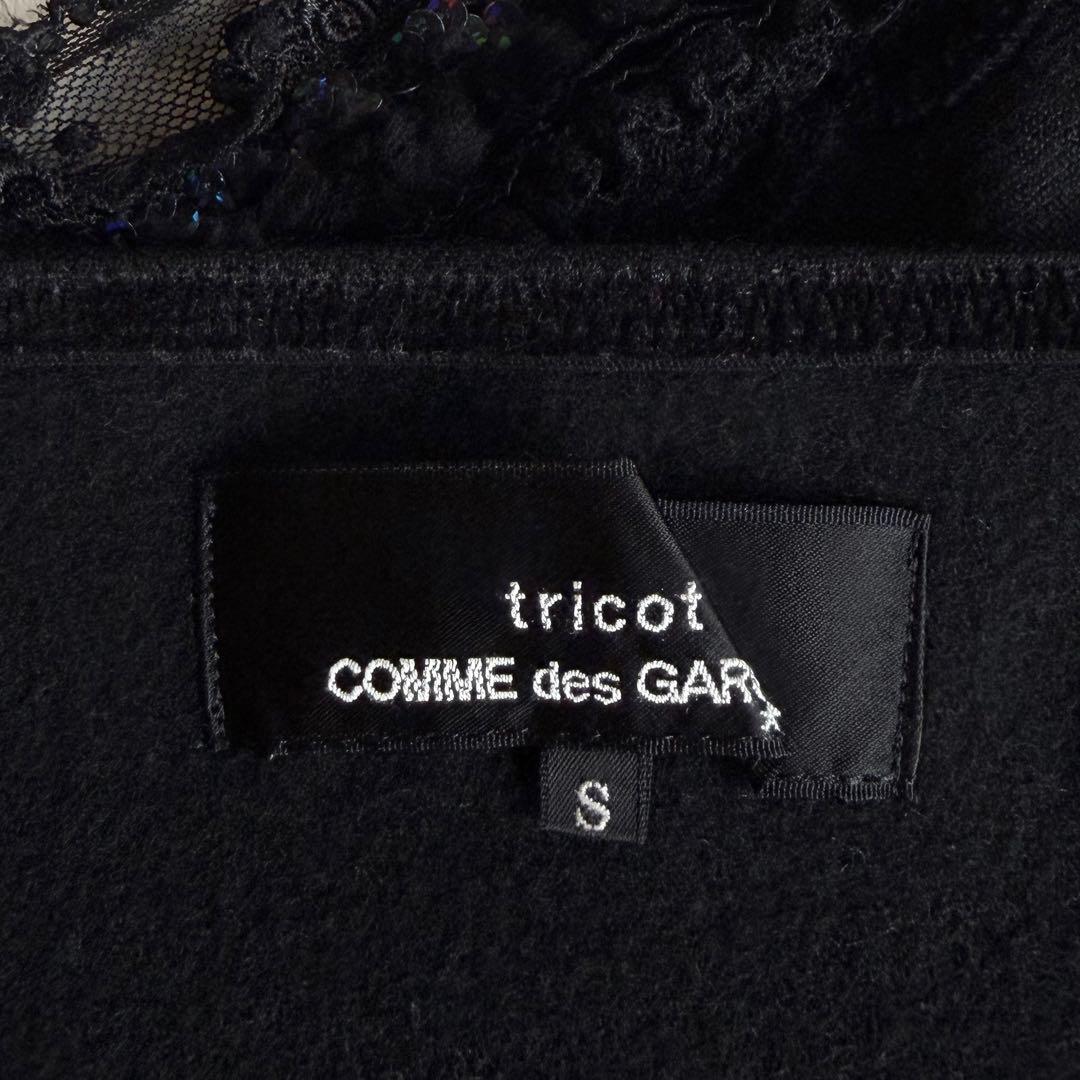 tricot
COMME des GAR
*
S